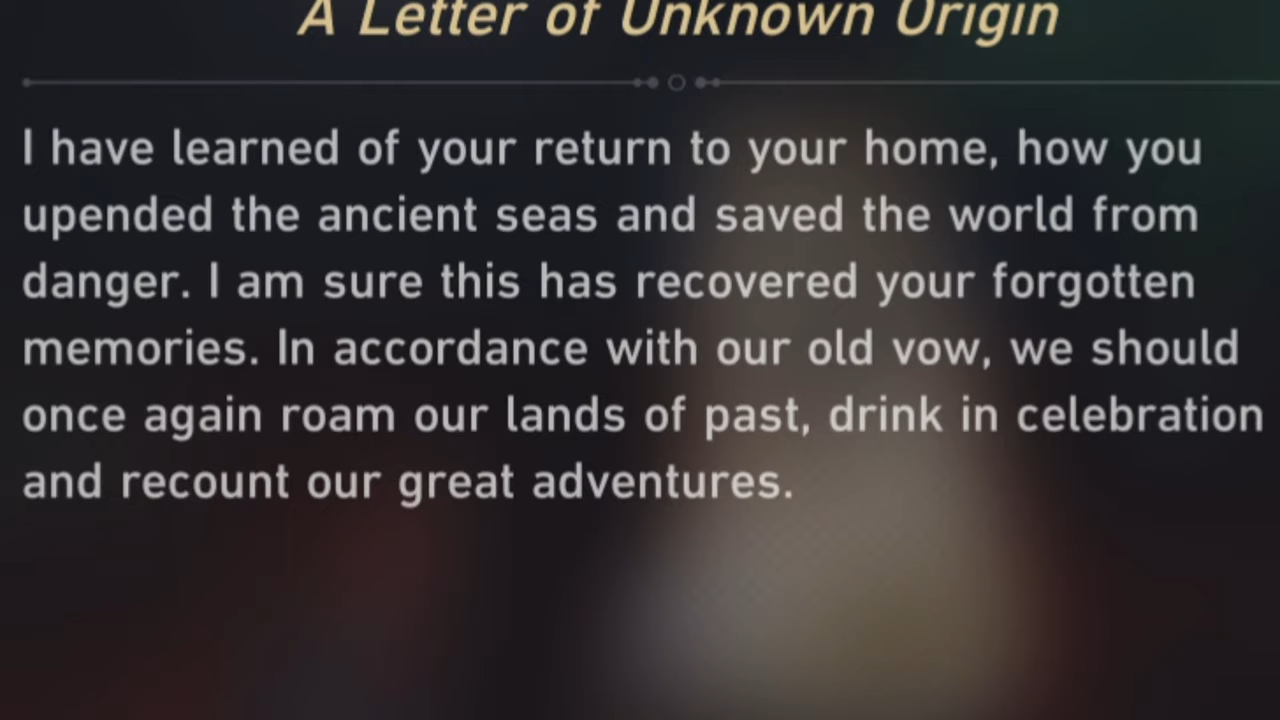 A Letter of Unknown Origin
I have learned of your return to your home, how you
upended the ancient seas and saved the world from
danger. I am sure this has recovered your forgotten
memories. In accordance with our old vow, we should
once again roam our lands of past, drink in celebration
and recount our great adventures.